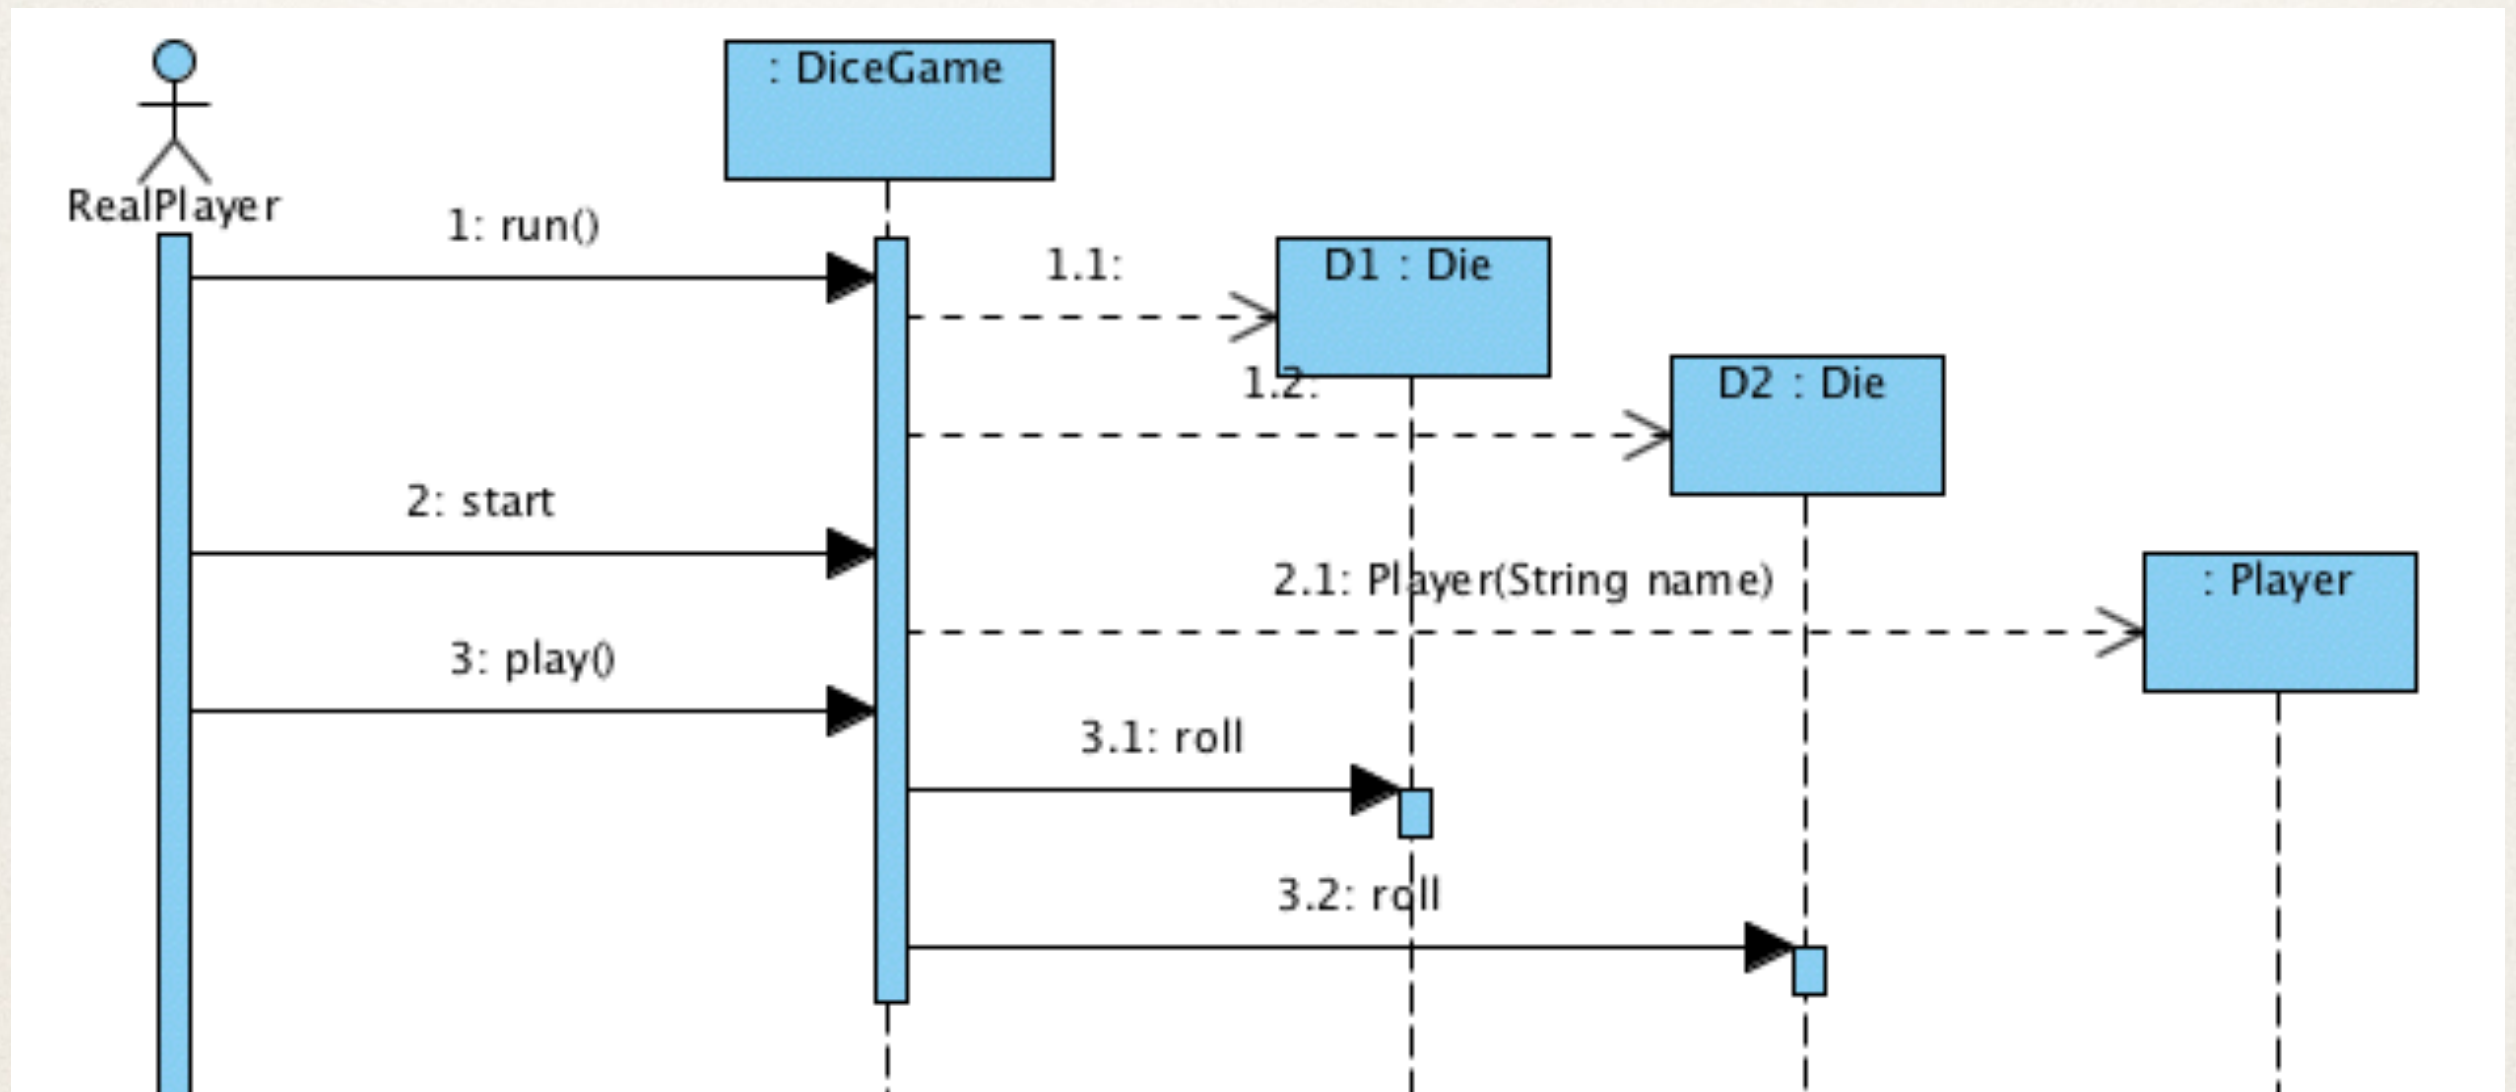 : DiceGame
RealPlayer
1: run()
1.1:
D1 : Die
1.2:
D2 : Die
2: start
2.1: Player(String name)
: Player
3: play()
3.1: roll
3.2: roll